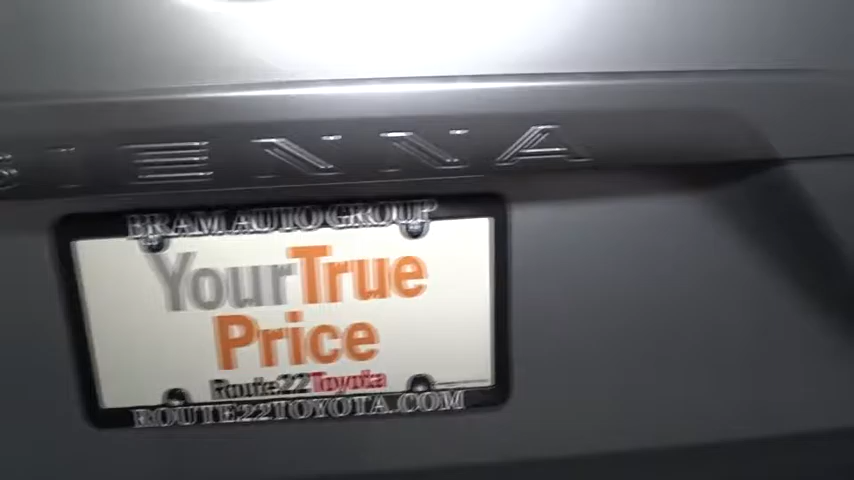 SIENNA
BRAM AUTO GROUP
YourTrue
Price
Route22Toyota
ROUTE22TOYOTA.COM